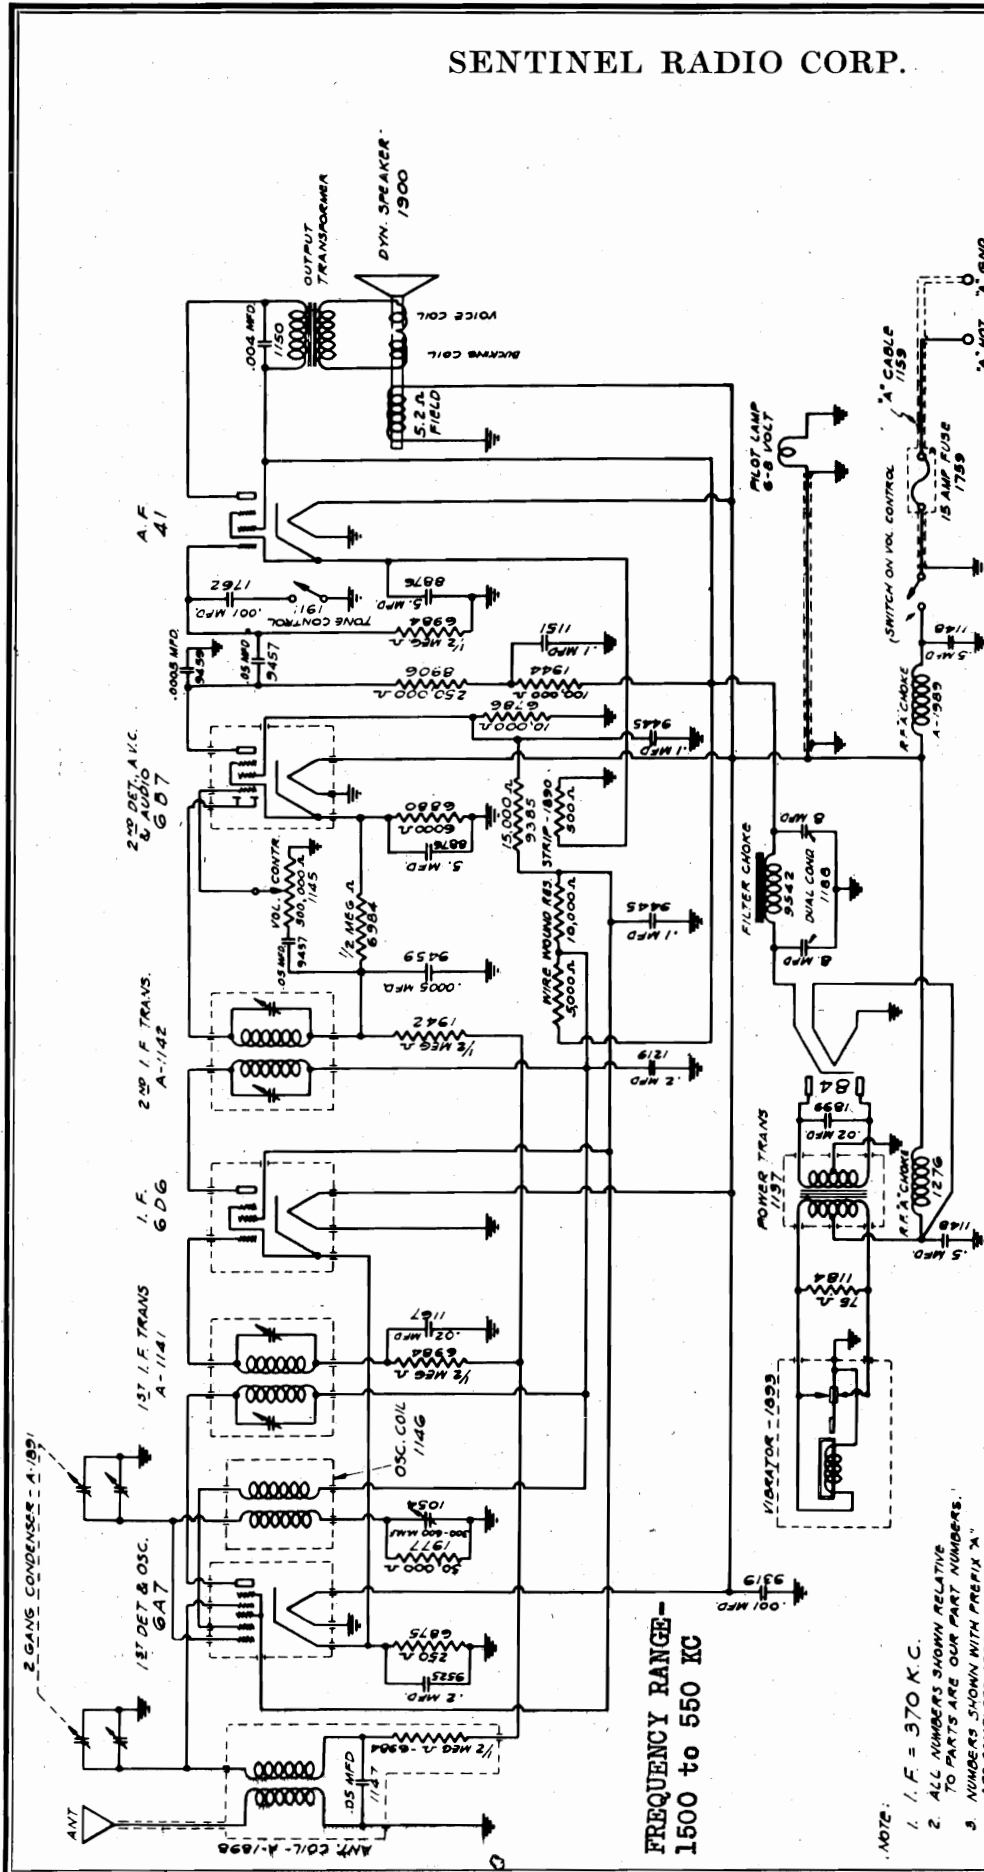 SENTINEL RADIO CORP.
DYN. SPEAKER
1900
OUTPUT
TRANSFORMER
VOICE COIL
BUCKING COIL
.004 MFD.
1150
5.2 Ω
FIELD
A.F.
41
PILOT LAMP
6-8 VOLT
"A" CABLE
1159
15 AMP FUSE
1759
"A" HOT
"A" GND
(SWITCH ON VOL. CONTROL
1762
.001 MFD.
191
TONE CONTROL
8876
5. MFD.
6984
½ MEG Ω
.0005 MFD.
9459
.05 MFD
9457
8906
250,000 Ω
1151
.1 MFD
1944
100,000 Ω
6786
10,000 Ω
9445
.1 MFD
1148
.5 MFD
R.F. "A" CHOKE
A-1989
2ND DET., A.V.C.
& AUDIO
6B7
VOL. CONTR.
500,000 Ω
1145
.05 MFD.
9457
6880
6000 Ω
8876
5. MFD.
½ MEG Ω
6984
15,000 Ω
9385
WIRE WOUND RES. STRIP-1890
500 Ω
10,000 Ω
5,000 Ω
9445
.1 MFD
FILTER CHOKE
9542
8 MFD.
DUAL COND.
1188
8 MFD.
2ND I. F. TRANS.
A-1142
9459
.0005 MFD.
1942
½ MEG Ω
1219
.2 MFD
84
1899
.02 MFD.
POWER TRANS
1197
I. F.
6D6
R.F. "A" CHOKE
1276
1148
.5 MFD.
1184
75 Ω
1ST I. F. TRANS
A-1141
1167
.02 MFD
6984
½ MEG Ω
OSC. COIL
1146
VIBRATOR-1893
2 GANG CONDENSER-A-1891
1ST DET & OSC.
6A7
1054
300-600 MMF
1977
50,000 Ω
6875
250 Ω
9525
.2 MFD.
9319
.001 MFD.
ANT
ANT. COIL-A-1898
.05 MFD
1147
½ MEG Ω-6984
FREQUENCY RANGE-
1500 to 550 KC
NOTE:
1. I. F. = 370 K.C.
2. ALL NUMBERS SHOWN RELATIVE
TO PARTS ARE OUR PART NUMBERS.
3. NUMBERS SHOWN WITH PREFIX "A"